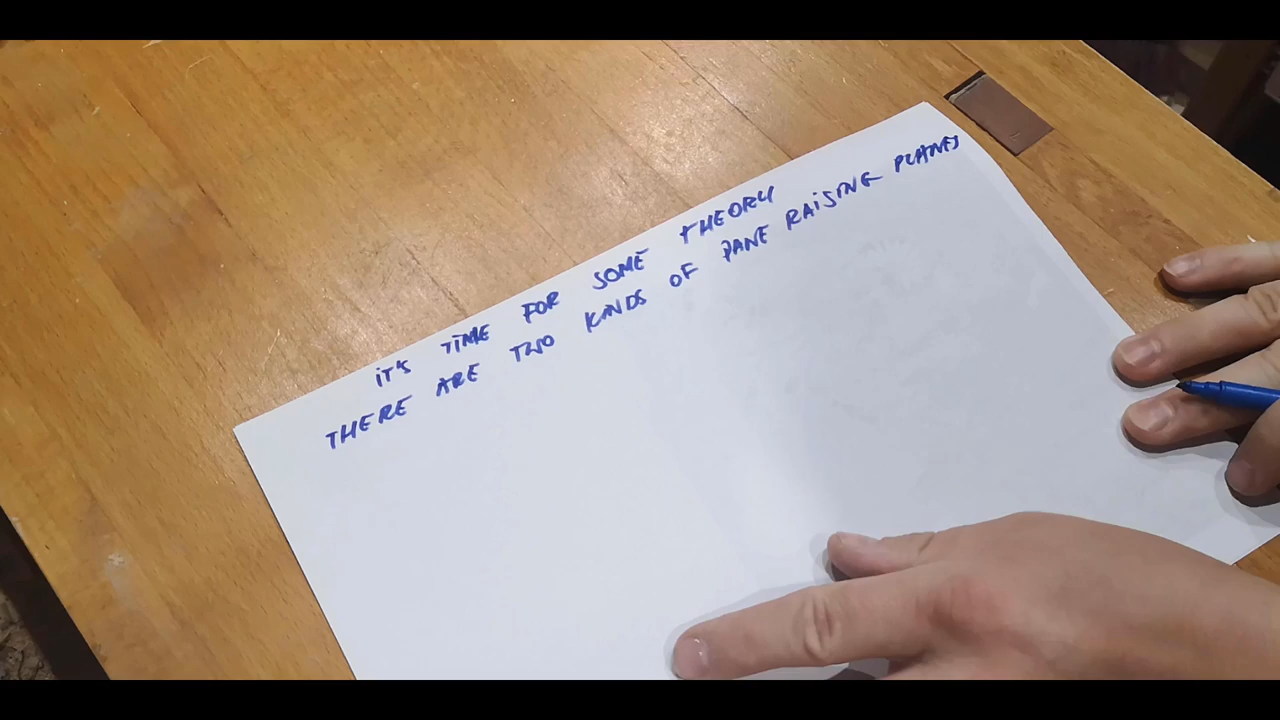 IT'S TIME FOR SOME THEORY
THERE ARE TWO KINDS OF PANE RAISING PLANES